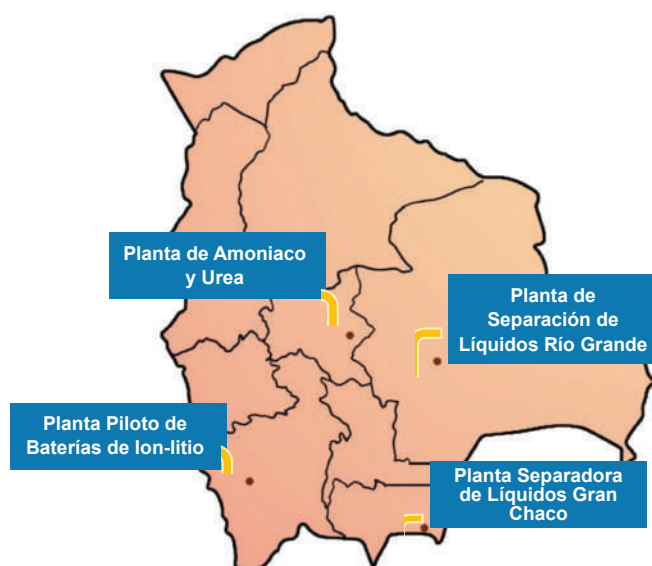 Planta de Amoniaco
y Urea
Planta de
Separación de
Líquidos Río Grande
Planta Piloto de
Baterías de Ion-litio
Planta Separadora
de Líquidos Gran
Chaco